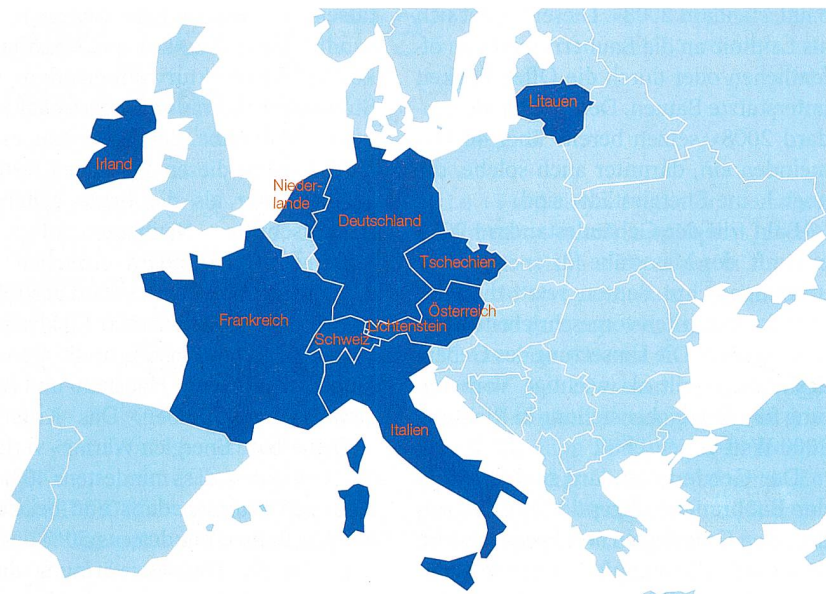 Litauen
Irland
Nieder-
lande
Deutschland
Tschechien
Österreich
Frankreich
Lichtenstein
Schweiz
Italien